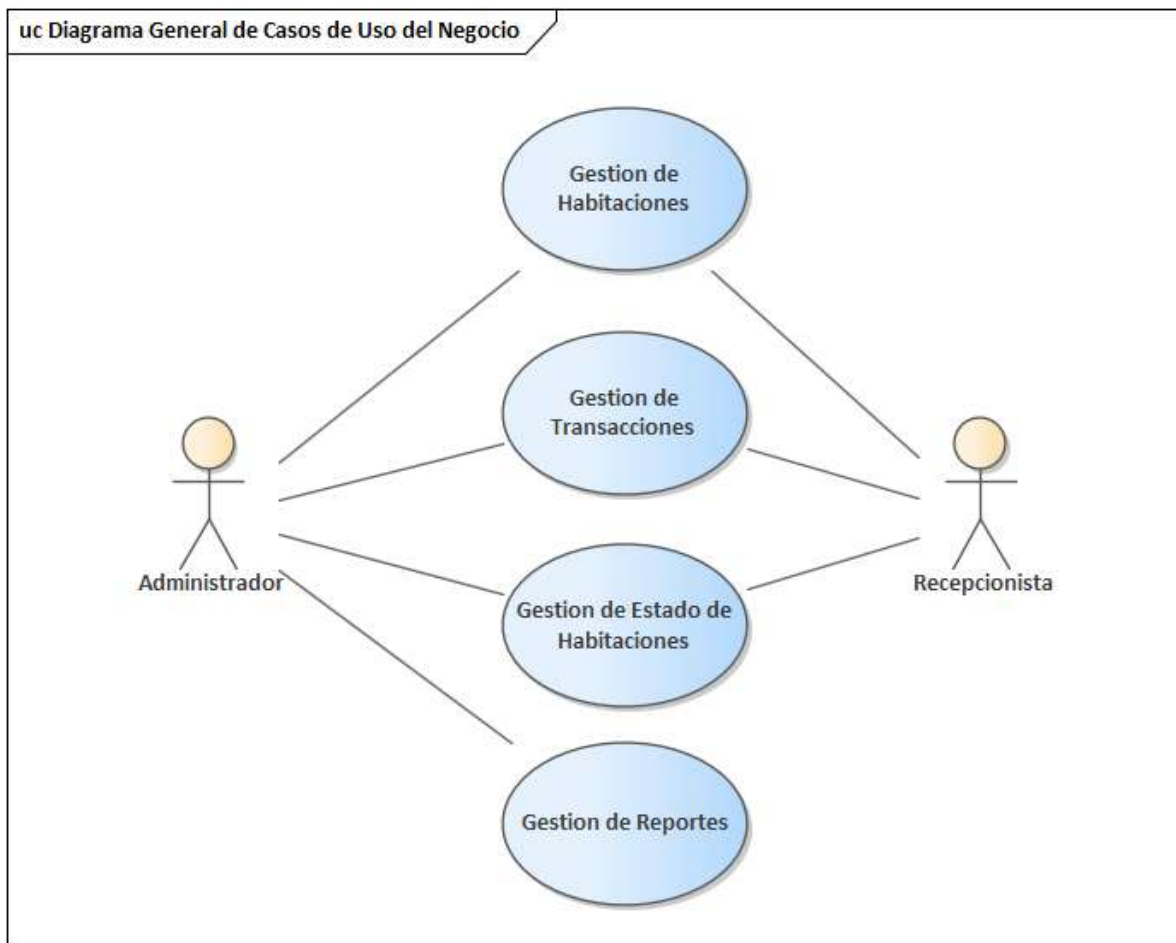 uc Diagrama General de Casos de Uso del Negocio
Gestion de
Habitaciones
Gestion de
Transacciones
Administrador
Recepcionista
Gestion de Estado de
Habitaciones
Gestion de Reportes